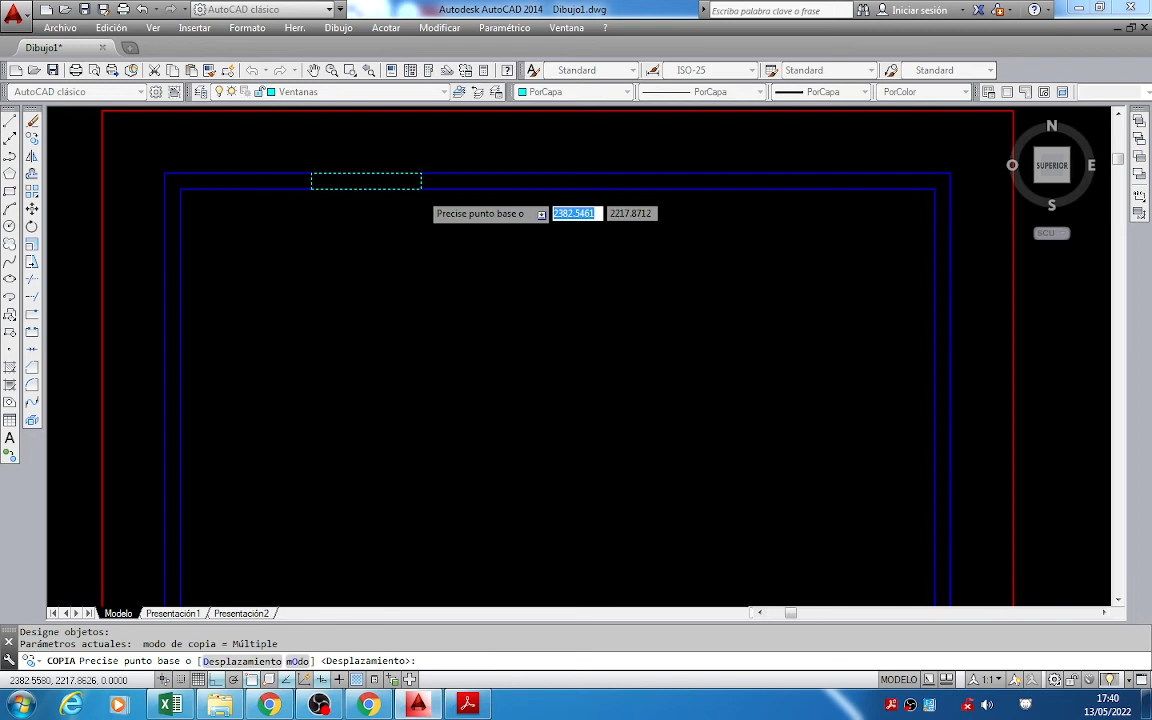 AutoCAD clásico
Autodesk AutoCAD 2014 Dibujo1.dwg
Escriba palabra clave o frase
Iniciar sesión
Archivo Edición Ver Insertar Formato Herr. Dibujo Acotar Modificar Paramétrico Ventana ?
Dibujo1*
Standard ISO-25 Standard Standard
AutoCAD clásico Ventanas PorCapa PorCapa PorCapa PorColor
N
O SUPERIOR E
S
SCU
Precise punto base o 2382.5461 2217.8712
A
Modelo Presentación1 Presentación2
Designe objetos:
Parámetros actuales: modo de copia = Múltiple
COPIA Precise punto base o [Desplazamiento mOdo] <Desplazamiento>:
2382.5580, 2217.8626, 0.0000 MODELO 1:1
17:40
13/05/2022